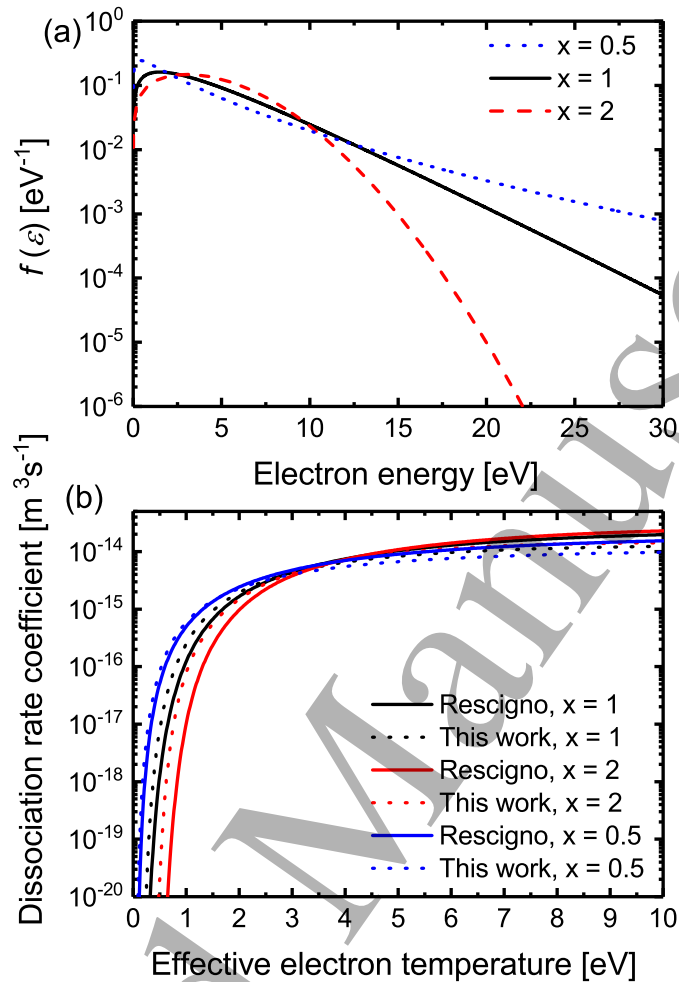 (a)
x = 0.5
x = 1
x = 2
10⁰
10⁻¹
10⁻²
10⁻³
10⁻⁴
10⁻⁵
10⁻⁶
f (ε) [eV⁻¹]
0 5 10 15 20 25 30
Electron energy [eV]
(b)
10⁻¹⁴
10⁻¹⁵
10⁻¹⁶
10⁻¹⁷
10⁻¹⁸
10⁻¹⁹
10⁻²⁰
Dissociation rate coefficient [m ³s⁻¹]
Rescigno, x = 1
This work, x = 1
Rescigno, x = 2
This work, x = 2
Rescigno, x = 0.5
This work, x = 0.5
0 1 2 3 4 5 6 7 8 9 10
Effective electron temperature [eV]
d Manus